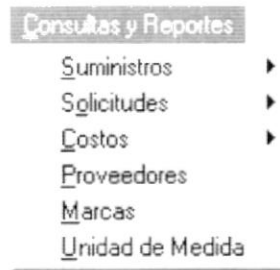 Consultas y Reportes
Suministros
Solicitudes
Costos
Proveedores
Marcas
Unidad de Medida